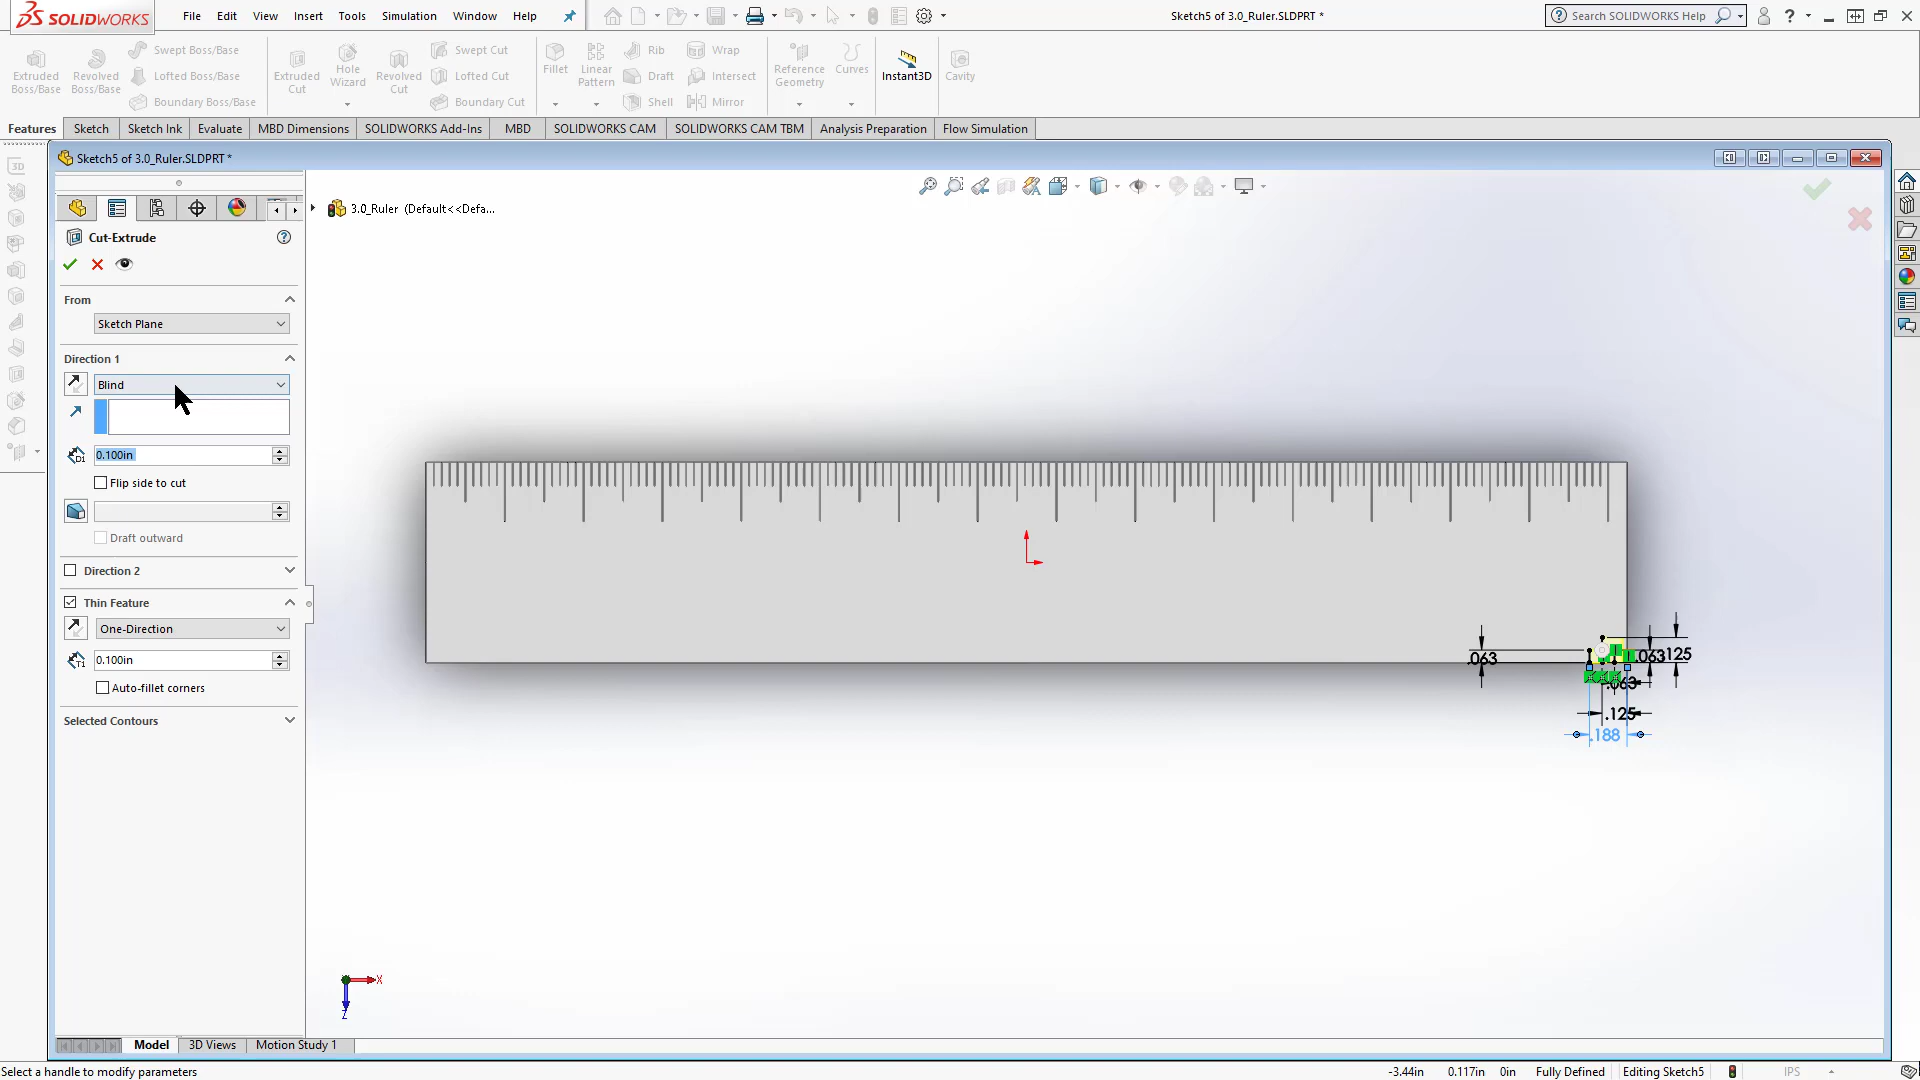 SOLIDWORKS
File Edit View Insert Tools Simulation Window Help
Sketch5 of 3.0_Ruler.SLDPRT *
Search SOLIDWORKS Help
Extruded Boss/Base
Revolved Boss/Base
Swept Boss/Base
Lofted Boss/Base
Boundary Boss/Base
Extruded Cut
Hole Wizard
Revolved Cut
Swept Cut
Lofted Cut
Boundary Cut
Fillet
Linear Pattern
Rib
Draft
Shell
Wrap
Intersect
Mirror
Reference Geometry
Curves
Instant3D
Cavity
Features Sketch Sketch Ink Evaluate MBD Dimensions SOLIDWORKS Add-Ins MBD SOLIDWORKS CAM SOLIDWORKS CAM TBM Analysis Preparation Flow Simulation
Sketch5 of 3.0_Ruler.SLDPRT *
3.0_Ruler (Default<<Defa...
Cut-Extrude
From
Sketch Plane
Direction 1
Blind
0.100in
Flip side to cut
Draft outward
Direction 2
Thin Feature
One-Direction
0.100in
Auto-fillet corners
Selected Contours
.063
.063
.125
.063
.125
.188
X
Z
Model 3D Views Motion Study 1
Select a handle to modify parameters
-3.44in 0.117in 0in Fully Defined Editing Sketch5 IPS